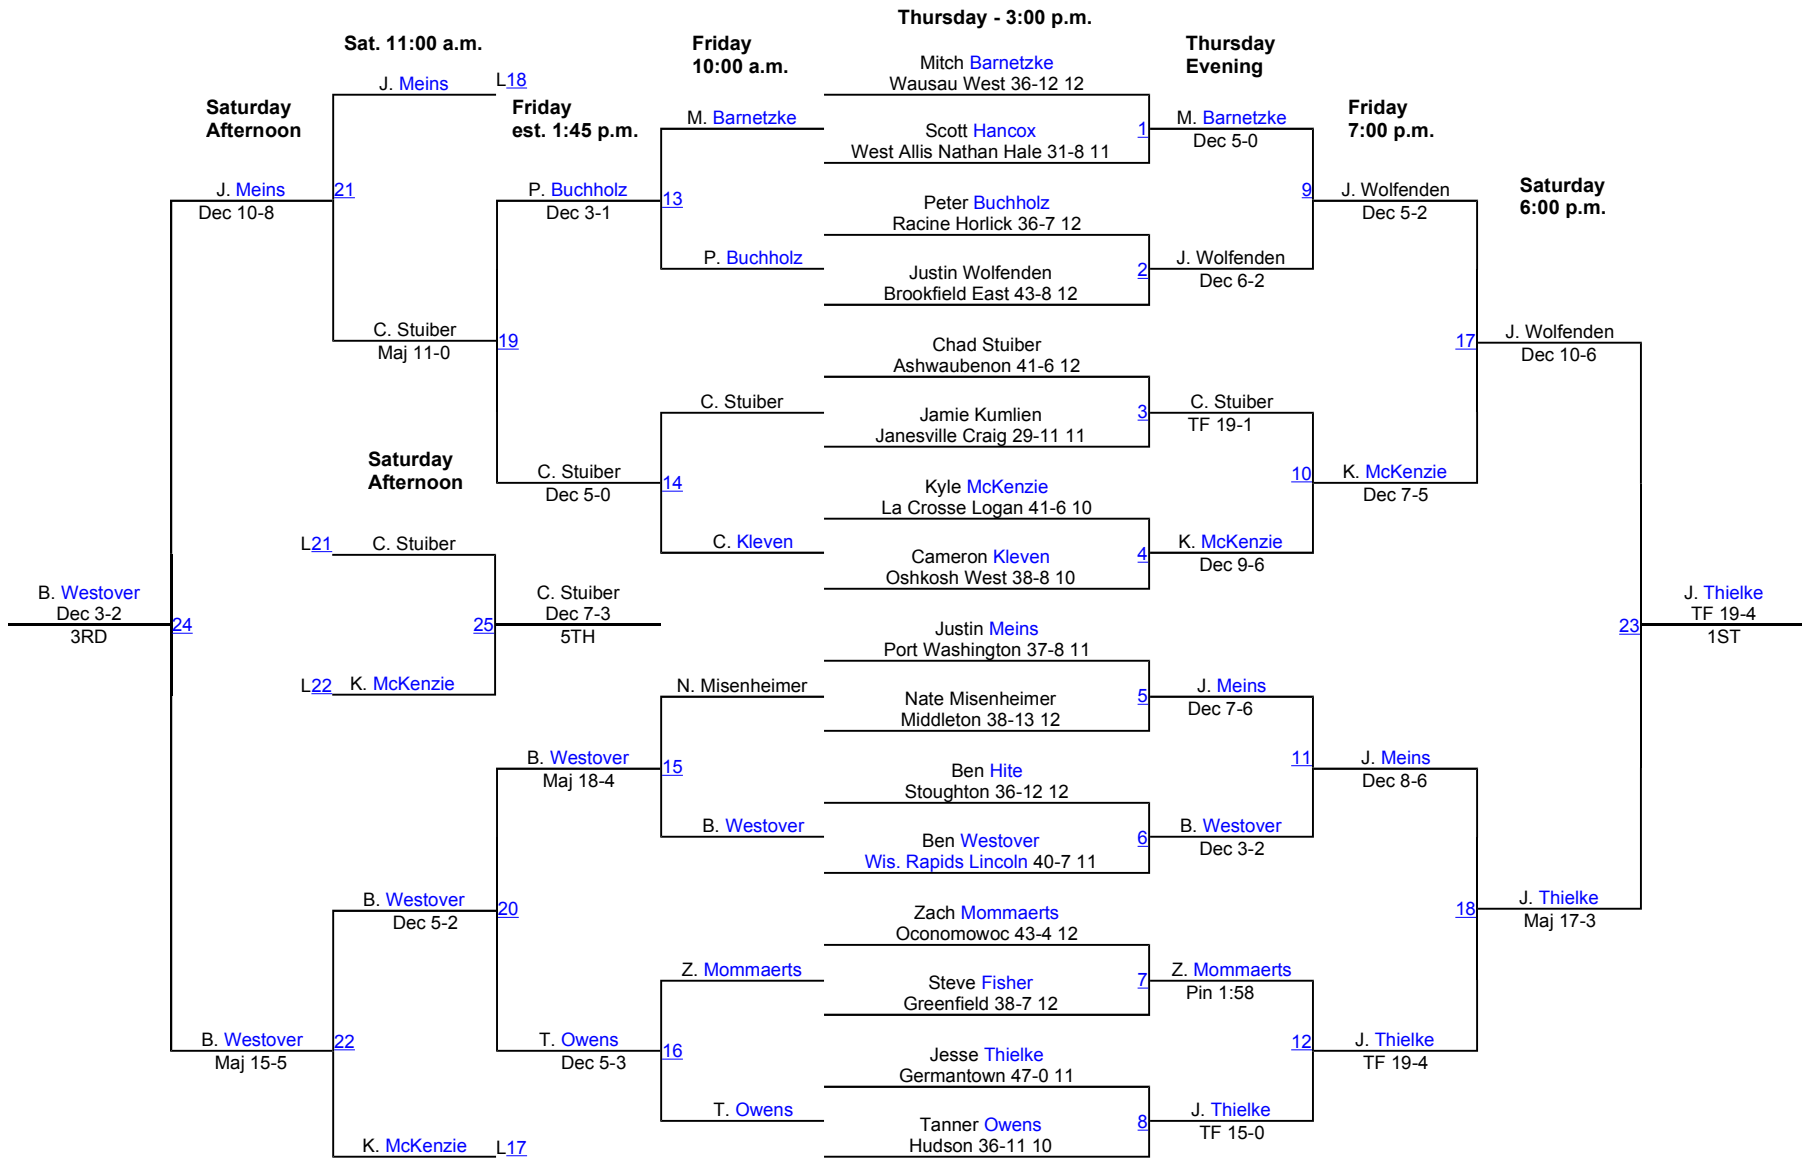 Thursday - 3:00 p.m.
Sat. 11:00 a.m.
Friday
10:00 a.m.
Thursday
Evening
Mitch Barnetzke
Wausau West 36-12 12
J. Meins
L18
Saturday
Afternoon
Friday
est. 1:45 p.m.
Friday
7:00 p.m.
M. Barnetzke
Scott Hancox
West Allis Nathan Hale 31-8 11
1
M. Barnetzke
Dec 5-0
J. Meins
Dec 10-8
21
P. Buchholz
Dec 3-1
13
Peter Buchholz
Racine Horlick 36-7 12
9
J. Wolfenden
Dec 5-2
Saturday
6:00 p.m.
P. Buchholz
Justin Wolfenden
Brookfield East 43-8 12
2
J. Wolfenden
Dec 6-2
C. Stuiber
Maj 11-0
19
Chad Stuiber
Ashwaubenon 41-6 12
17
J. Wolfenden
Dec 10-6
C. Stuiber
Jamie Kumlien
Janesville Craig 29-11 11
3
C. Stuiber
TF 19-1
Saturday
Afternoon
C. Stuiber
Dec 5-0
14
Kyle McKenzie
La Crosse Logan 41-6 10
10
K. McKenzie
Dec 7-5
L21
C. Stuiber
C. Kleven
Cameron Kleven
Oshkosh West 38-8 10
4
K. McKenzie
Dec 9-6
B. Westover
Dec 3-2
3RD
24
25
C. Stuiber
Dec 7-3
5TH
Justin Meins
Port Washington 37-8 11
23
J. Thielke
TF 19-4
1ST
L22
K. McKenzie
N. Misenheimer
Nate Misenheimer
Middleton 38-13 12
5
J. Meins
Dec 7-6
B. Westover
Maj 18-4
15
Ben Hite
Stoughton 36-12 12
11
J. Meins
Dec 8-6
B. Westover
Ben Westover
Wis. Rapids Lincoln 40-7 11
6
B. Westover
Dec 3-2
B. Westover
Dec 5-2
20
Zach Mommaerts
Oconomowoc 43-4 12
18
J. Thielke
Maj 17-3
Z. Mommaerts
Steve Fisher
Greenfield 38-7 12
7
Z. Mommaerts
Pin 1:58
B. Westover
Maj 15-5
22
T. Owens
Dec 5-3
16
Jesse Thielke
Germantown 47-0 11
12
J. Thielke
TF 19-4
T. Owens
Tanner Owens
Hudson 36-11 10
8
J. Thielke
TF 15-0
K. McKenzie
L17